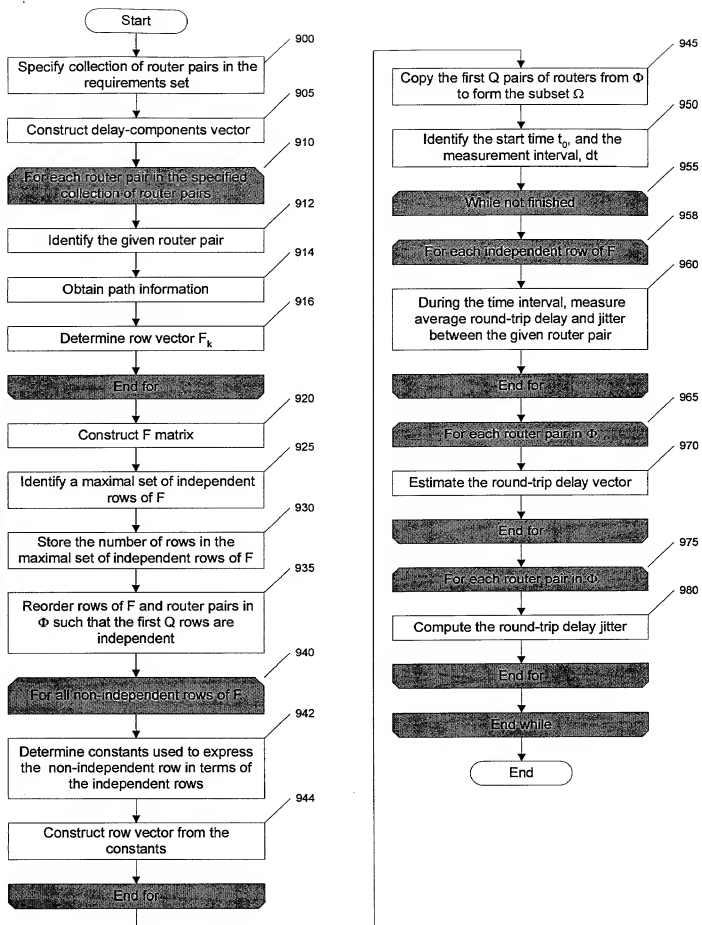 Start
900
Specify collection of router pairs in the
requirements set
905
Construct delay-components vector
910
For each router pair in the specified
collection of router pairs
912
Identify the given router pair
914
Obtain path information
916
Determine row vector Fk
End for
920
Construct F matrix
925
Identify a maximal set of independent
rows of F
930
Store the number of rows in the
maximal set of independent rows of F
935
Reorder rows of F and router pairs in
Φ such that the first Q rows are
independent
940
For all non-independent rows of F
942
Determine constants used to express
the non-independent row in terms of
the independent rows
944
Construct row vector from the
constants
End for
945
Copy the first Q pairs of routers from Φ
to form the subset Ω
950
Identify the start time t0, and the
measurement interval, dt
955
While not finished
958
For each independent row of F
960
During the time interval, measure
average round-trip delay and jitter
between the given router pair
End for
965
For each router pair in Φ
970
Estimate the round-trip delay vector
End for
975
For each router pair in Φ
980
Compute the round-trip delay jitter
End for
End while
End